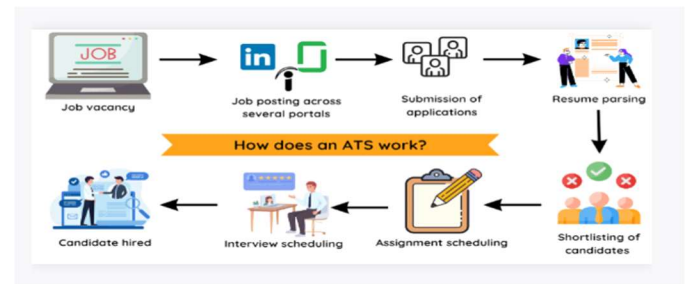 JOB
in
Job vacancy
Job posting across
several portals
Submission of
applications
Resume parsing
How does an ATS work?
Candidate hired
Interview scheduling
Assignment scheduling
Shortlisting of
candidates